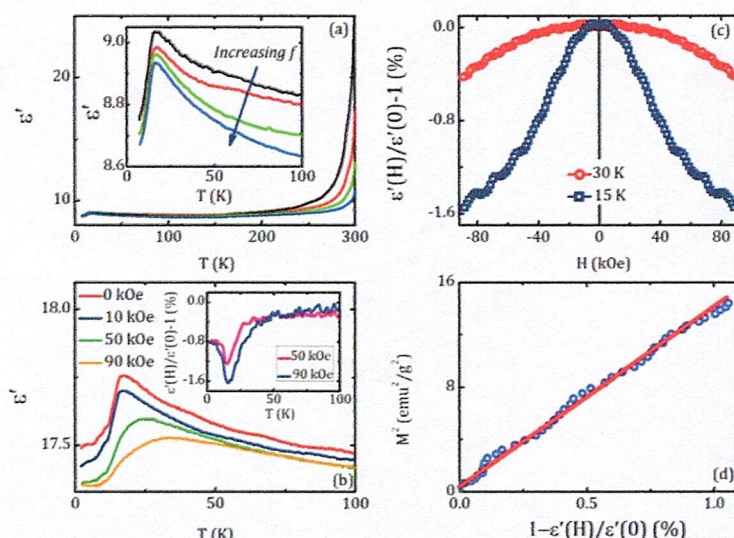 (a)
ε'
20
10
0
100
200
300
T (K)
ε'
9.0
8.8
8.6
0
50
100
T (K)
Increasing f
(c)
ε'(H)/ε'(0)-1 (%)
0.0
-0.8
-1.6
30 K
15 K
-80
-40
0
40
80
H (kOe)
(b)
ε'
18.0
17.5
0 kOe
10 kOe
50 kOe
90 kOe
ε'(H)/ε'(0)-1 (%)
0.0
-0.8
-1.6
50 kOe
90 kOe
0
25
50
75
100
T (K)
0
50
100
T (K)
(d)
M² (emu²/g²)
16
8
0
0.0
0.5
1.0
1-ε'(H)/ε'(0) (%)